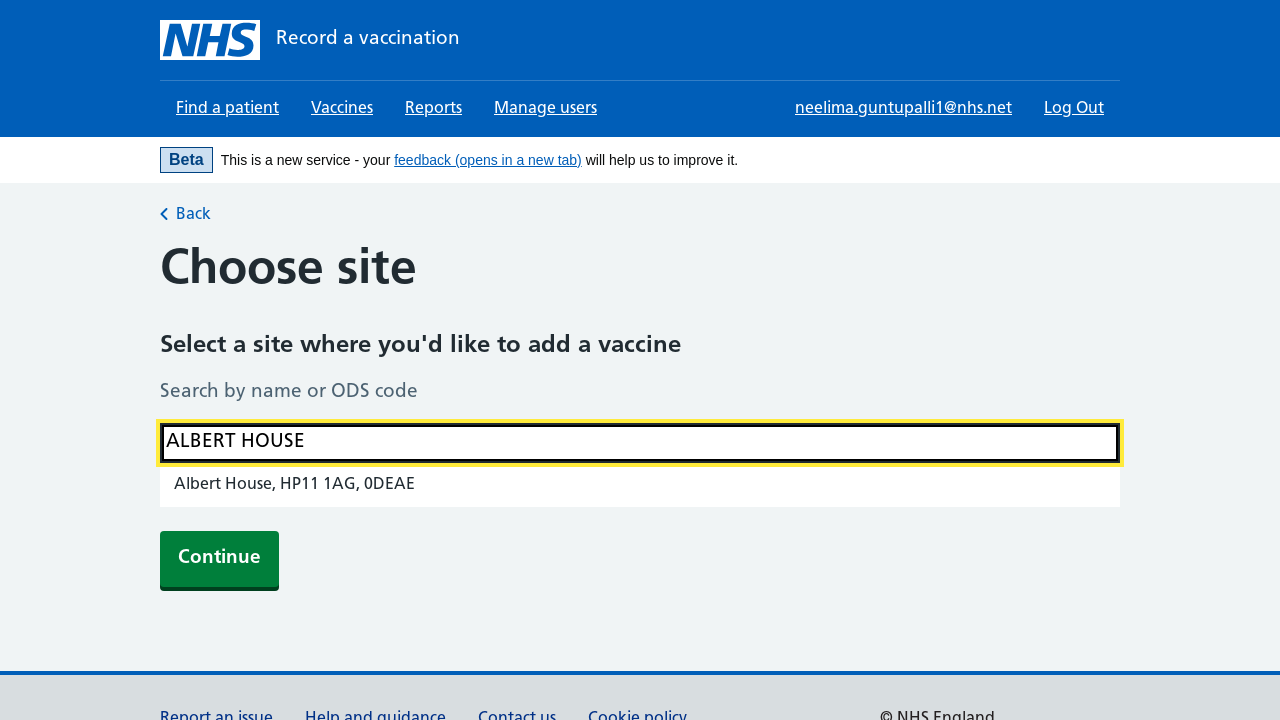 NHS Record a vaccination
Find a patient Vaccines Reports Manage users neelima.guntupalli1@nhs.net Log Out
Beta This is a new service - your feedback (opens in a new tab) will help us to improve it.
Back
Choose site
Select a site where you'd like to add a vaccine
Search by name or ODS code
ALBERT HOUSE
Albert House, HP11 1AG, 0DEAE
Continue
Report an issue Help and guidance Contact us Cookie policy © NHS England